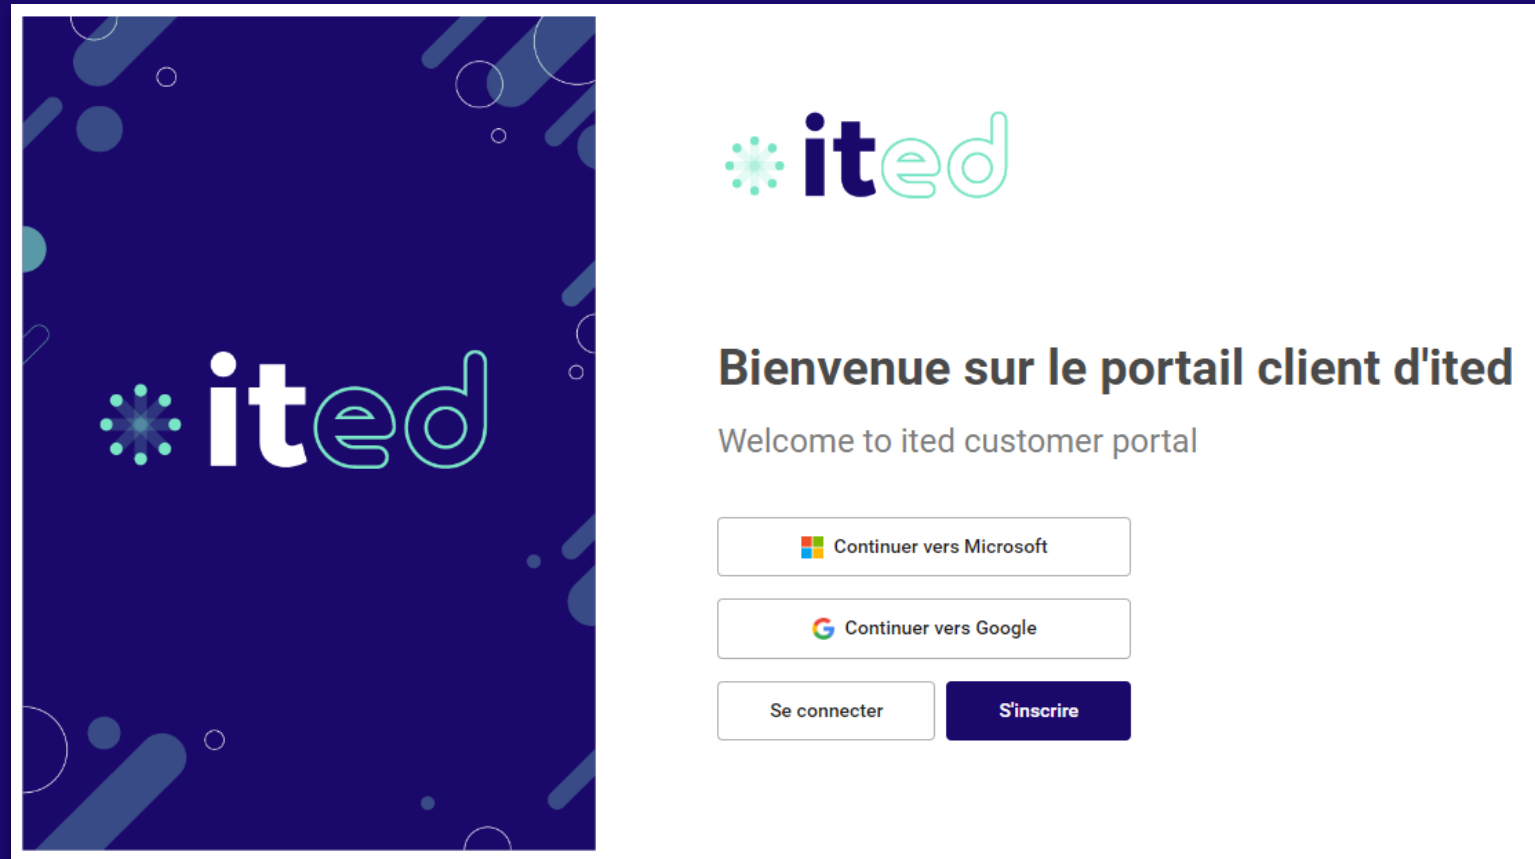 ited
ited
Bienvenue sur le portail client d'ited
Welcome to ited customer portal
Continuer vers Microsoft
Continuer vers Google
Se connecter
S'inscrire